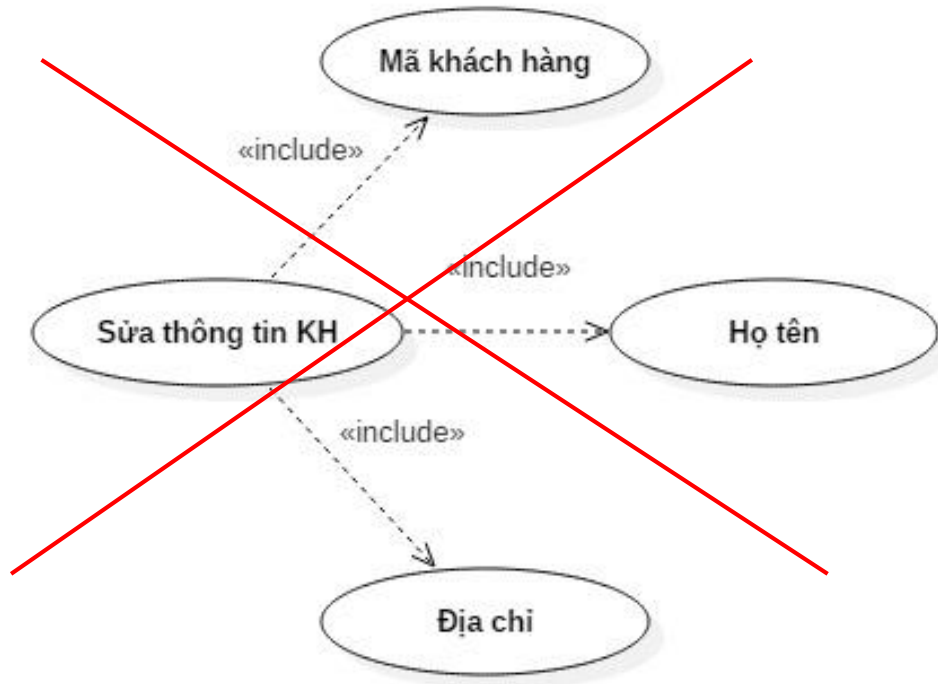 Mã khách hàng
«include»
«include»
Sửa thông tin KH
Họ tên
«include»
Địa chỉ